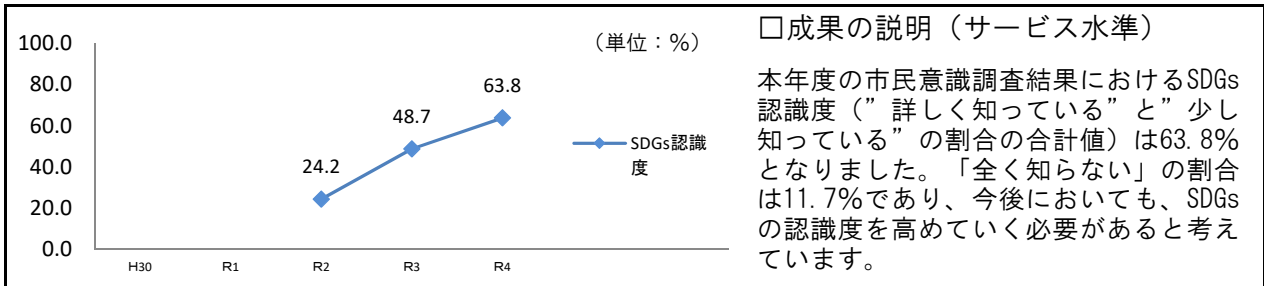 100.0
80.0
60.0
40.0
20.0
0.0
（単位：％）
24.2
48.7
63.8
SDGs認識
度
H30 R1 R2 R3 R4
□成果の説明（サービス水準）
本年度の市民意識調査結果におけるSDGs
認識度（”詳しく知っている”と”少し
知っている”の割合の合計値）は63.8％
となりました。「全く知らない」の割合
は11.7％であり、今後においても、SDGs
の認識度を高めていく必要があると考え
ています。